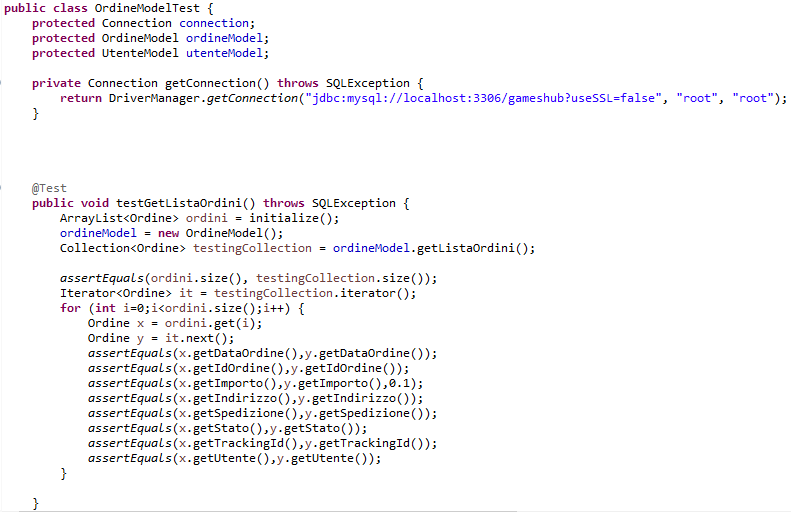 public class OrdineModelTest {
    protected Connection connection;
    protected OrdineModel ordineModel;
    protected UtenteModel utenteModel;
    private Connection getConnection() throws SQLException {
        return DriverManager.getConnection("jdbc:mysql://localhost:3306/gameshub?useSSL=false", "root", "root");
    }
    @Test
    public void testGetListaOrdini() throws SQLException {
        ArrayList<Ordine> ordini = initialize();
        ordineModel = new OrdineModel();
        Collection<Ordine> testingCollection = ordineModel.getListaOrdini();
        assertEquals(ordini.size(), testingCollection.size());
        Iterator<Ordine> it = testingCollection.iterator();
        for (int i=0;i<ordini.size();i++) {
            Ordine x = ordini.get(i);
            Ordine y = it.next();
            assertEquals(x.getDataOrdine(),y.getDataOrdine());
            assertEquals(x.getIdOrdine(),y.getIdOrdine());
            assertEquals(x.getImporto(),y.getImporto(),0.1);
            assertEquals(x.getIndirizzo(),y.getIndirizzo());
            assertEquals(x.getSpedizione(),y.getSpedizione());
            assertEquals(x.getStato(),y.getStato());
            assertEquals(x.getTrackingId(),y.getTrackingId());
            assertEquals(x.getUtente(),y.getUtente());
        }
    }